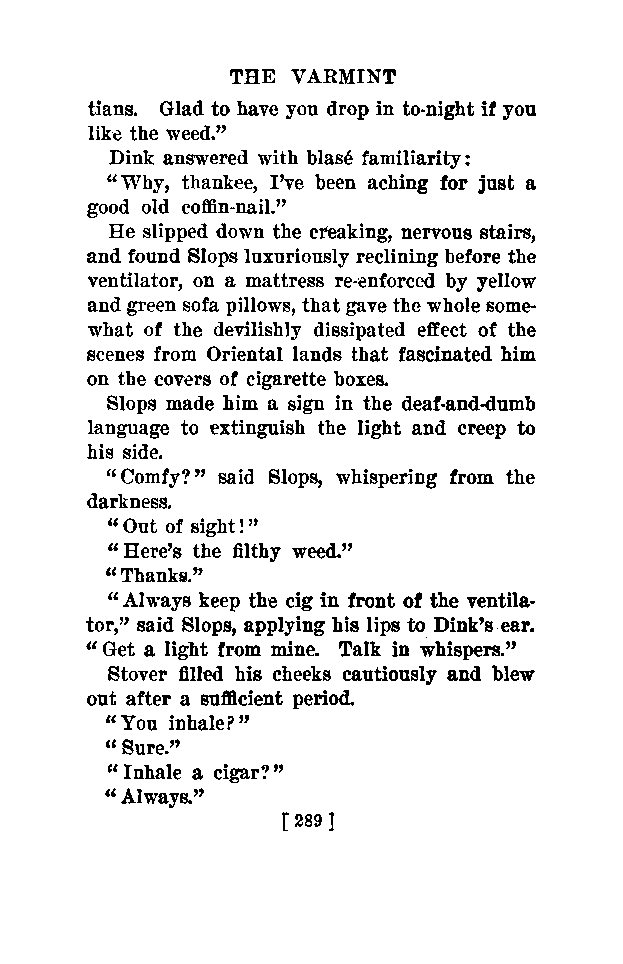 THE VARMINT
tians. Glad to have you drop in to-night if you
like the weed.”
Dink answered with blasé familiarity:
“Why, thankee, I’ve been aching for just a
good old coffin-nail.”
He slipped down the creaking, nervous stairs,
and found Slops luxuriously reclining before the
ventilator, on a mattress re-enforced by yellow
and green sofa pillows, that gave the whole some-
what of the devilishly dissipated effect of the
scenes from Oriental lands that fascinated him
on the covers of cigarette boxes.
Slops made him a sign in the deaf-and-dumb
language to extinguish the light and creep to
his side.
“Comfy?” said Slops, whispering from the
darkness.
“Out of sight!”
“Here’s the filthy weed.”
“Thanks.”
“Always keep the cig in front of the ventila-
tor,” said Slops, applying his lips to Dink’s ear.
“Get a light from mine. Talk in whispers.”
Stover filled his cheeks cautiously and blew
out after a sufficient period.
“You inhale?”
“Sure.”
“Inhale a cigar?”
“Always.”
[ 289 ]